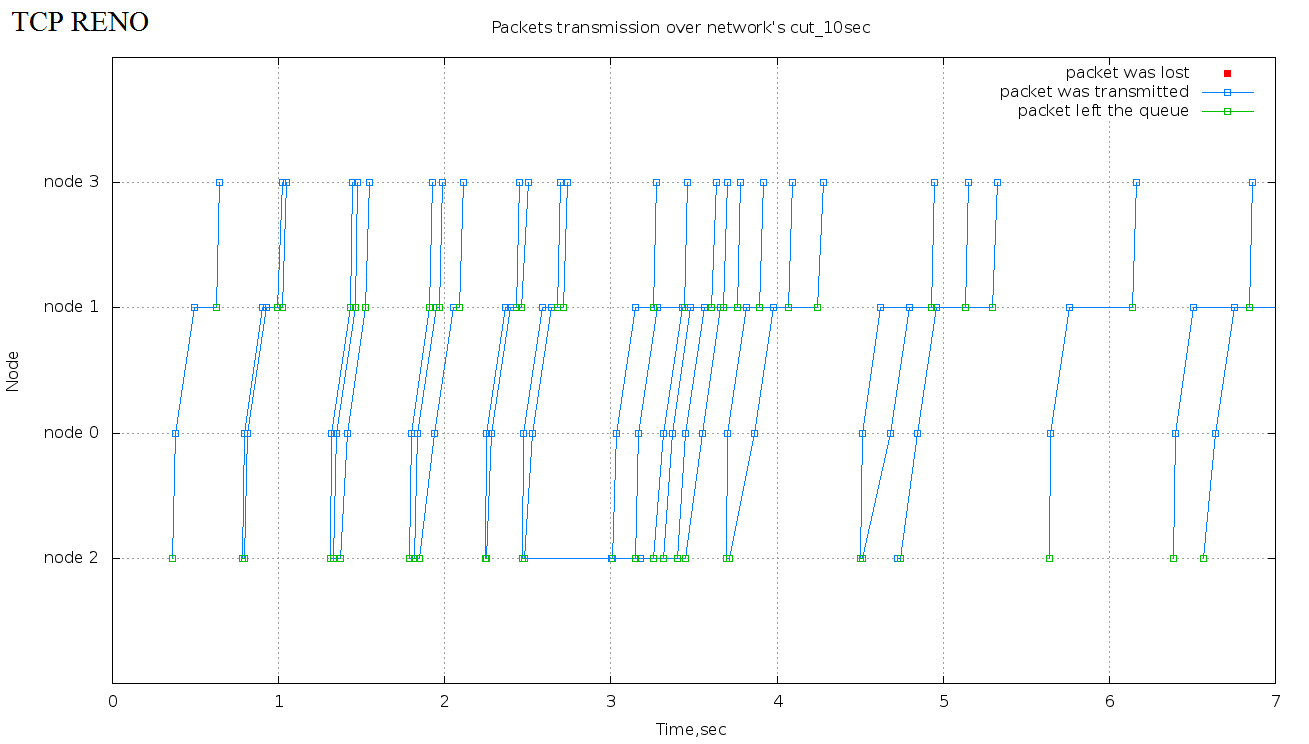 TCP RENO
Packets transmission over network's cut_10sec
packet was lost
packet was transmitted
packet left the queue
node 3
node 1
node 0
node 2
Node
0 1 2 3 4 5 6 7
Time,sec